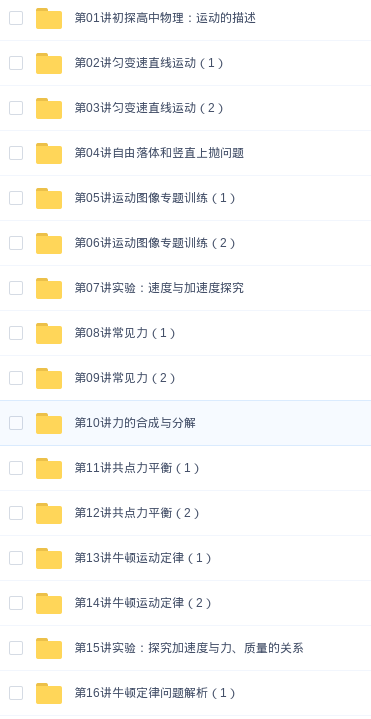 第01讲初探高中物理：运动的描述
第02讲匀变速直线运动（1）
第03讲匀变速直线运动（2）
第04讲自由落体和竖直上抛问题
第05讲运动图像专题训练（1）
第06讲运动图像专题训练（2）
第07讲实验：速度与加速度探究
第08讲常见力（1）
第09讲常见力（2）
第10讲力的合成与分解
第11讲共点力平衡（1）
第12讲共点力平衡（2）
第13讲牛顿运动定律（1）
第14讲牛顿运动定律（2）
第15讲实验：探究加速度与力、质量的关系
第16讲牛顿定律问题解析（1）